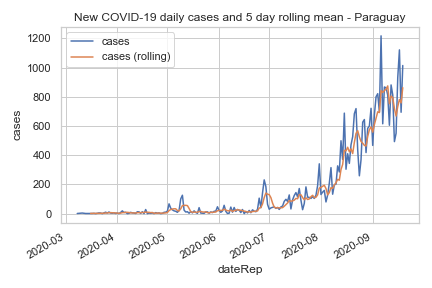 New COVID-19 daily cases and 5 day rolling mean - Paraguay
cases
cases (rolling)
1200
1000
800
600
400
200
0
cases
2020-03
2020-04
2020-05
2020-06
2020-07
2020-08
2020-09
dateRep